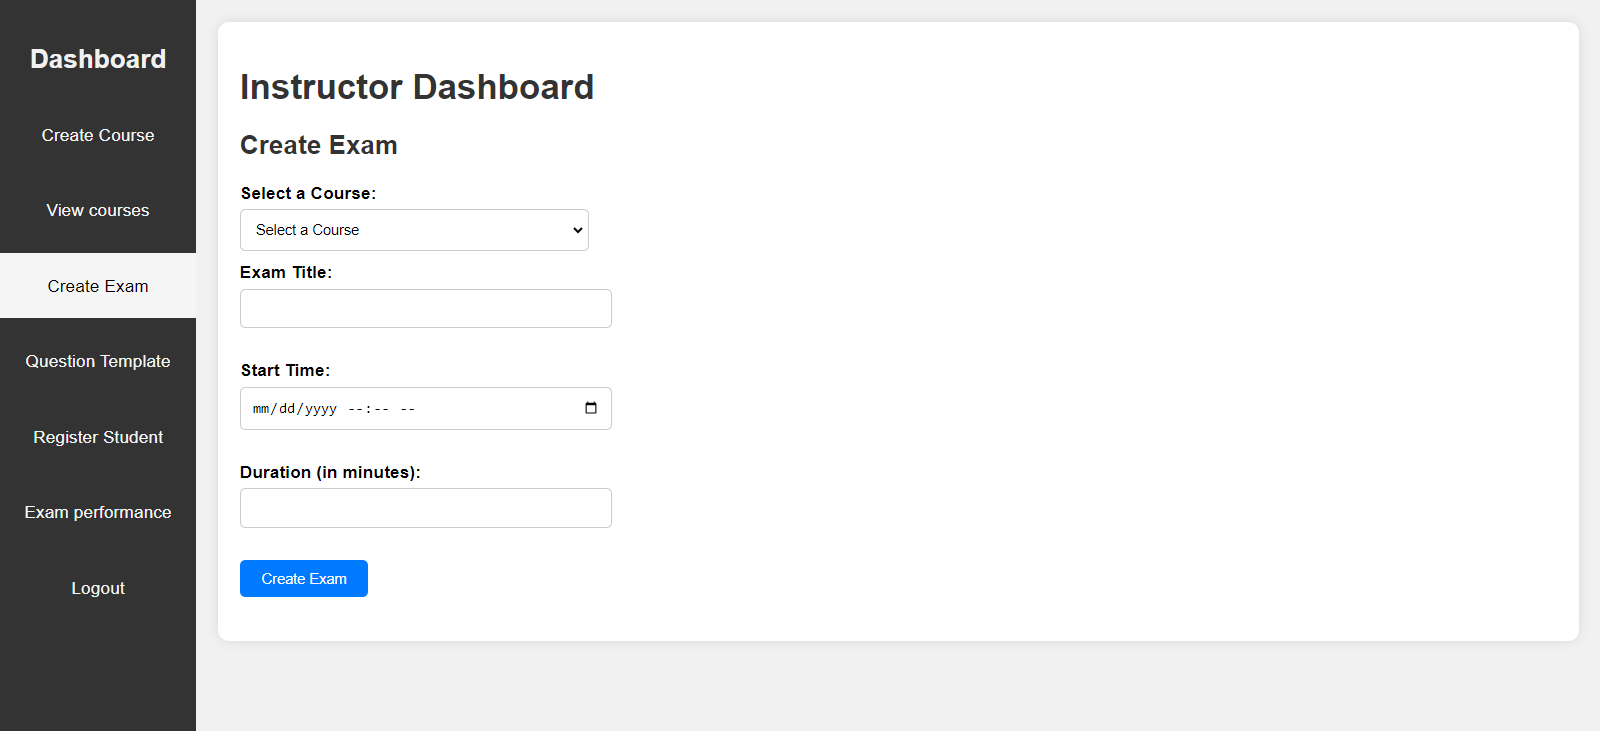 Dashboard
Create Course
View courses
Create Exam
Question Template
Register Student
Exam performance
Logout
Instructor Dashboard
Create Exam
Select a Course:
Select a Course
Exam Title:
Start Time:
mm/dd/yyyy --:-- --
Duration (in minutes):
Create Exam